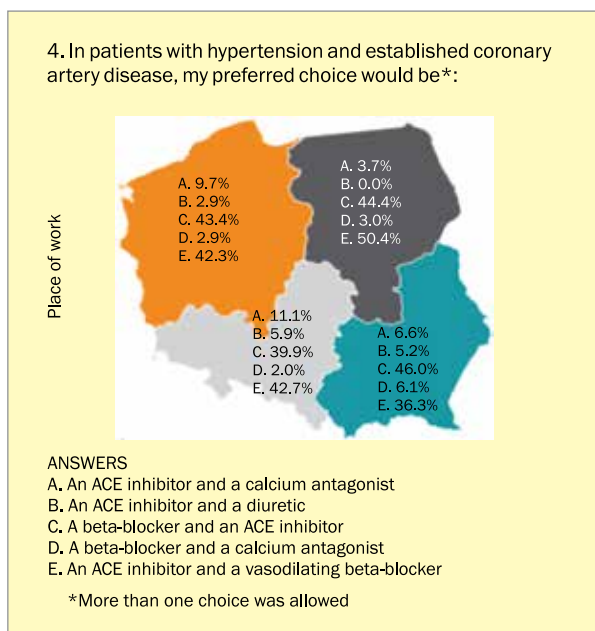 4. In patients with hypertension and established coronary
artery disease, my preferred choice would be*:
Place of work
A. 9.7%
B. 2.9%
C. 43.4%
D. 2.9%
E. 42.3%
A. 3.7%
B. 0.0%
C. 44.4%
D. 3.0%
E. 50.4%
A. 11.1%
B. 5.9%
C. 39.9%
D. 2.0%
E. 42.7%
A. 6.6%
B. 5.2%
C. 46.0%
D. 6.1%
E. 36.3%
ANSWERS
A. An ACE inhibitor and a calcium antagonist
B. An ACE inhibitor and a diuretic
C. A beta-blocker and an ACE inhibitor
D. A beta-blocker and a calcium antagonist
E. An ACE inhibitor and a vasodilating beta-blocker
*More than one choice was allowed